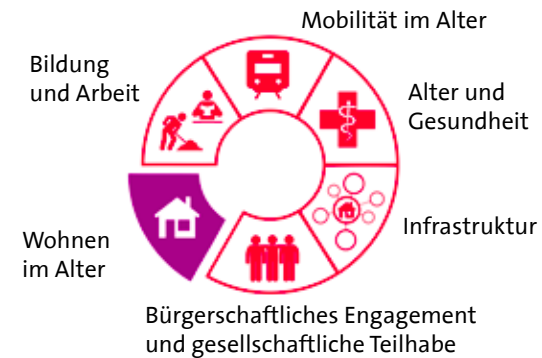 Mobilität im Alter
Bildung
und Arbeit
Alter und
Gesundheit
Infrastruktur
Wohnen
im Alter
Bürgerschaftliches Engagement
und gesellschaftliche Teilhabe